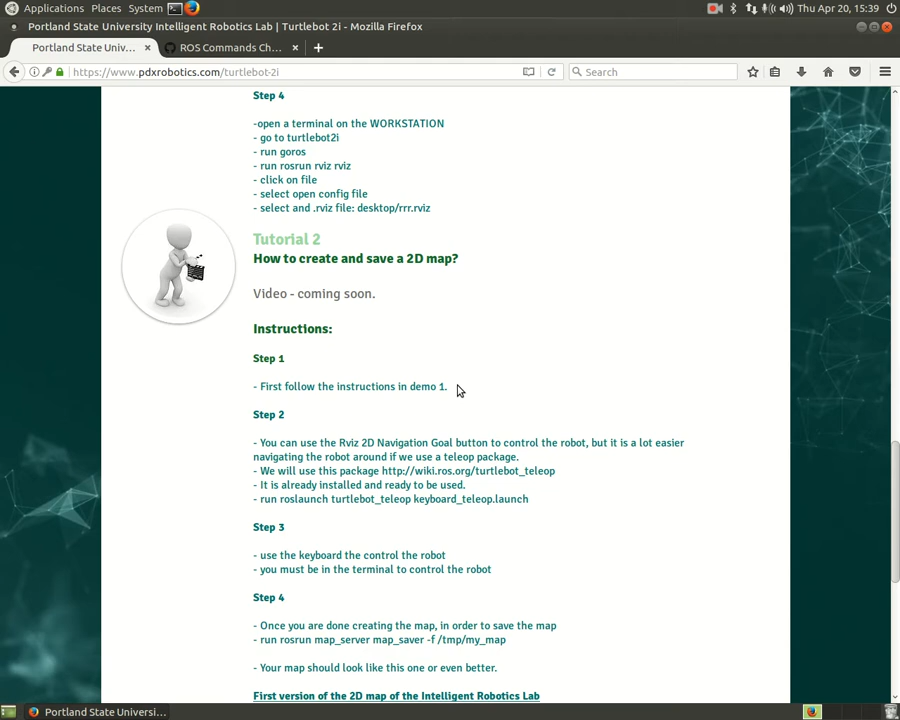 Applications Places System Thu Apr 20, 15:39
Portland State University Intelligent Robotics Lab | Turtlebot 2i - Mozilla Firefox
Portland State Univ... × ROS Commands Ch... ×
https://www.pdxrobotics.com/turtlebot-2i Search
Step 4
-open a terminal on the WORKSTATION
- go to turtlebot2i
- run goros
- run rosrun rviz rviz
- click on file
- select open config file
- select and .rviz file: desktop/rrr.rviz
Tutorial 2
How to create and save a 2D map?
Video - coming soon.
Instructions:
Step 1
- First follow the instructions in demo 1.
Step 2
- You can use the Rviz 2D Navigation Goal button to control the robot, but it is a lot easier
navigating the robot around if we use a teleop package.
- We will use this package http://wiki.ros.org/turtlebot_teleop
- It is already installed and ready to be used.
- run roslaunch turtlebot_teleop keyboard_teleop.launch
Step 3
- use the keyboard the control the robot
- you must be in the terminal to control the robot
Step 4
- Once you are done creating the map, in order to save the map
- run rosrun map_server map_saver -f /tmp/my_map
- Your map should look like this one or even better.
First version of the 2D map of the Intelligent Robotics Lab
Portland State Universi...